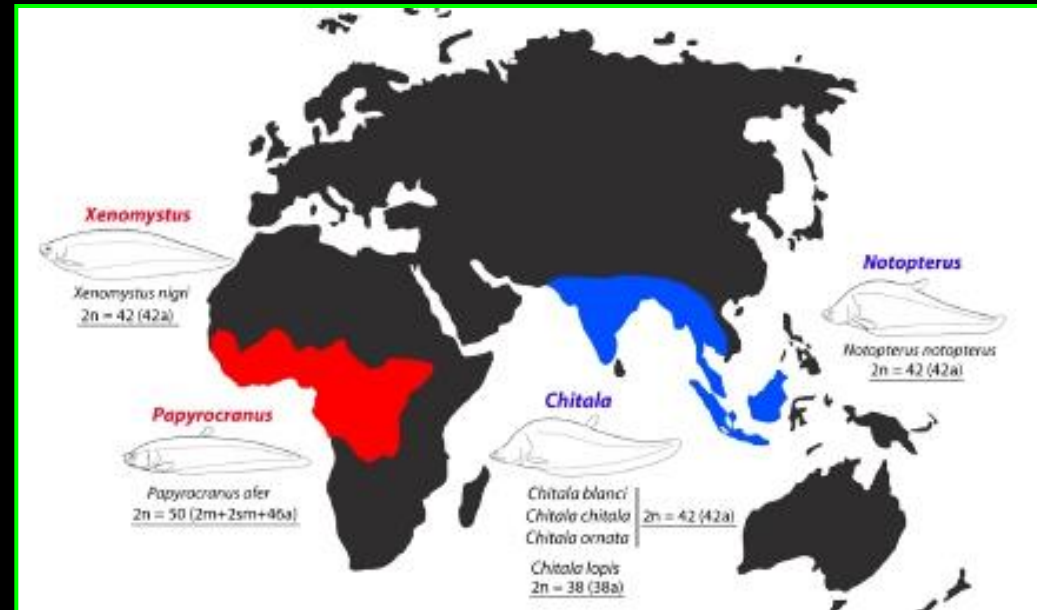 Xenomystus
Xenomystus nigri
2n = 42 (42a)
Papyrocranus
Papyrocranus afer
2n = 50 (2m+2sm+46a)
Chitala
Chitala blanci
Chitala chitala
Chitala ornata
2n = 42 (42a)
Chitala lopis
2n = 38 (38a)
Notopterus
Notopterus notopterus
2n = 42 (42a)